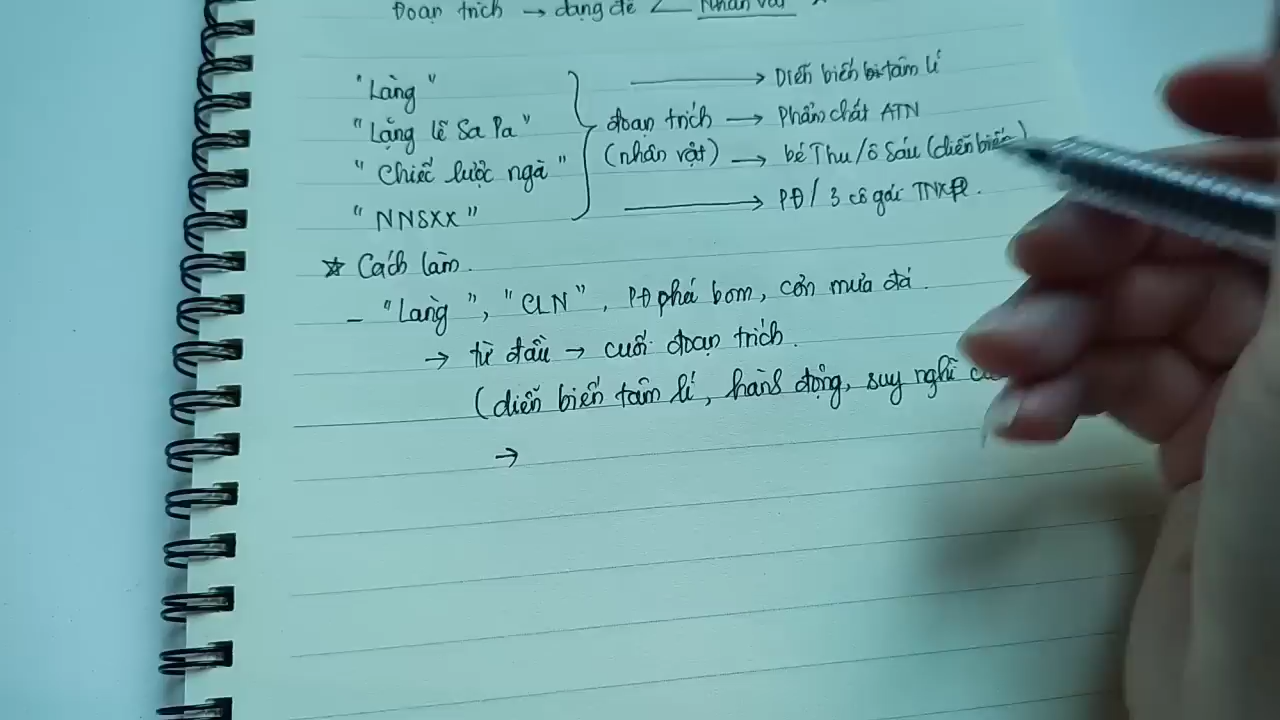 Đoạn trích → dạng đề < Nhân vật
"Làng" → Diễn biến tâm lí
"Lặng lẽ Sa Pa" đoạn trích → Phẩm chất ATN
"Chiếc lược ngà" (nhân vật) → bé Thu/ô Sáu (diễn biến)
"NNSXX" → PĐ/ 3 cô gái TNXP.
☆ Cách làm.
- "Làng", "CLN", PĐ phá bom, cơn mưa đá.
→ từ đầu → cuối đoạn trích.
(diễn biến tâm lí, hành động, suy nghĩ
→